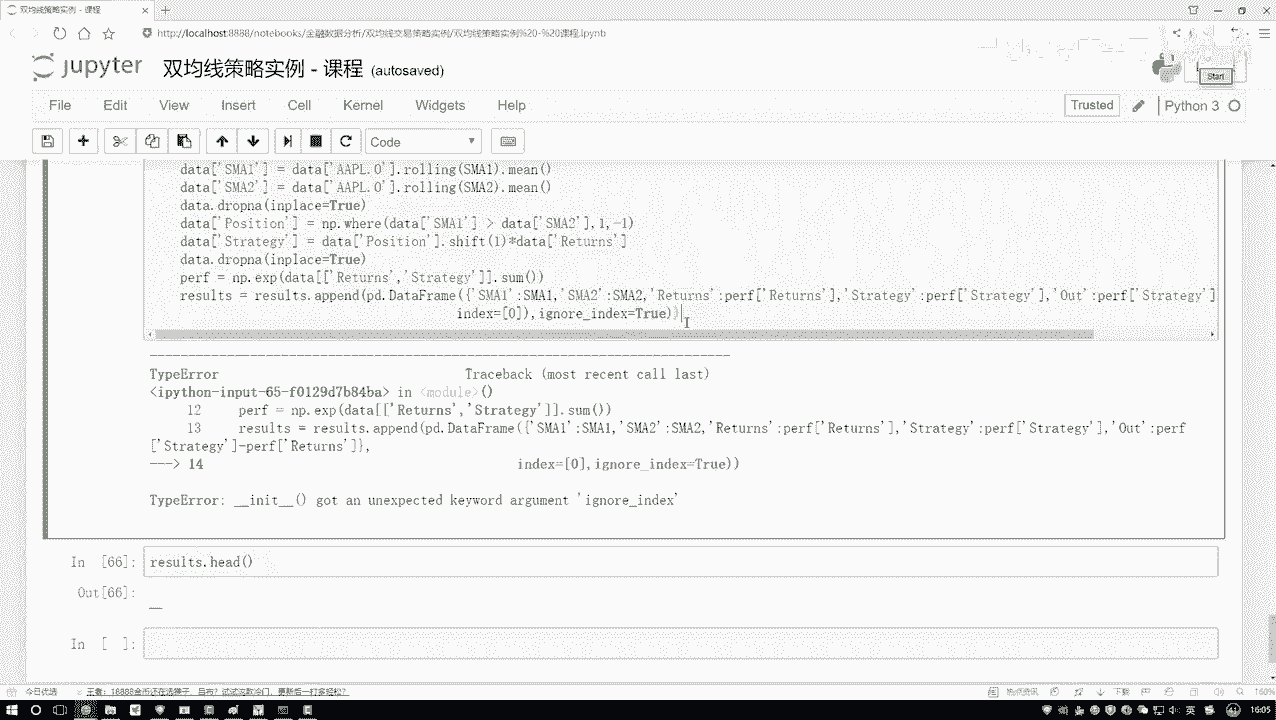 双均线策略实例 - 课程
http://localhost:8888/notebooks/金融数据分析/双均线交易策略实例/双均线策略实例%20-%20课程.ipynb
jupyter 双均线策略实例 - 课程 (autosaved)
Start
File Edit View Insert Cell Kernel Widgets Help
Trusted Python 3
Code
data['SMA1'] = data['AAPL.O'].rolling(SMA1).mean()
data['SMA2'] = data['AAPL.O'].rolling(SMA2).mean()
data.dropna(inplace=True)
data['Position'] = np.where(data['SMA1'] > data['SMA2'],1,-1)
data['Strategy'] = data['Position'].shift(1)*data['Returns']
data.dropna(inplace=True)
perf = np.exp(data[['Returns','Strategy']].sum())
results = results.append(pd.DataFrame({'SMA1':SMA1,'SMA2':SMA2,'Returns':perf['Returns'],'Strategy':perf['Strategy'],'Out':perf['Strategy']
index=[0]),ignore_index=True))
TypeError Traceback (most recent call last)
<ipython-input-65-f0129d7b84ba> in <module>()
12 perf = np.exp(data[['Returns','Strategy']].sum())
13 results = results.append(pd.DataFrame({'SMA1':SMA1,'SMA2':SMA2,'Returns':perf['Returns'],'Strategy':perf['Strategy'],'Out':perf
['Strategy']-perf['Returns']},
---> 14 index=[0],ignore_index=True))
TypeError: __init__() got an unexpected keyword argument 'ignore_index'
In [66]: results.head()
Out[66]:
In [ ]:
今日优选
下载
160%
英
16:05